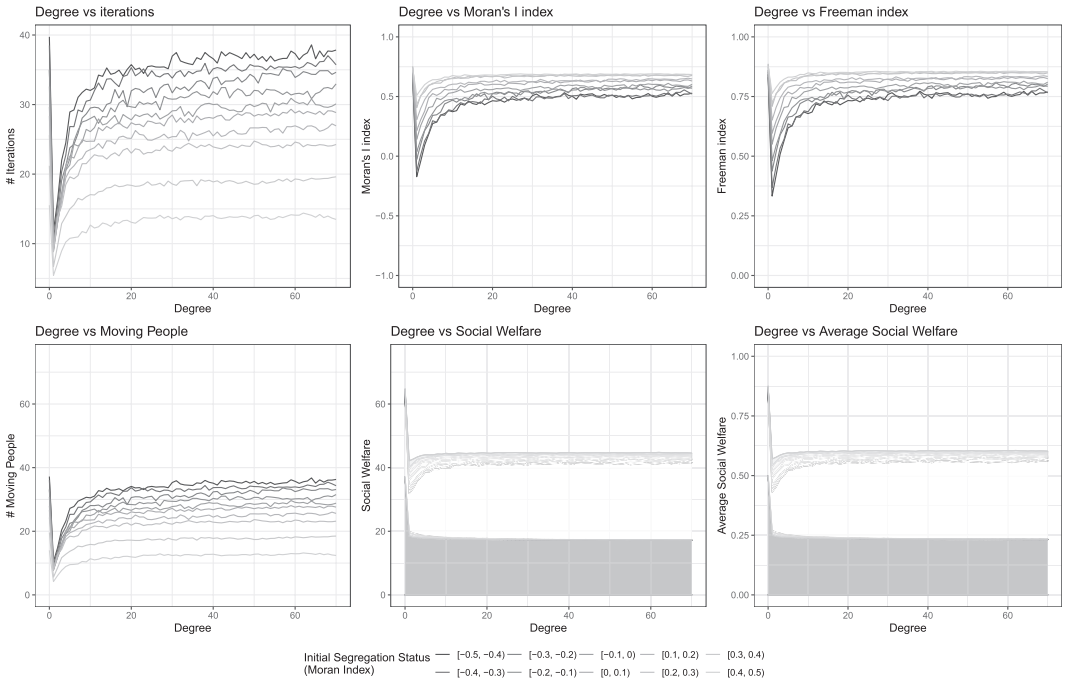 Degree vs iterations
Degree vs Moran's I index
Degree vs Freeman index
40
30
20
10
# Iterations
0
20
40
60
Degree
1.0
0.5
0.0
−0.5
−1.0
Moran's I index
0
20
40
60
Degree
1.00
0.75
0.50
0.25
0.00
Freeman index
0
20
40
60
Degree
Degree vs Moving People
Degree vs Social Welfare
Degree vs Average Social Welfare
60
40
20
0
# Moving People
0
20
40
60
Degree
60
40
20
0
Social Welfare
0
20
40
60
Degree
1.00
0.75
0.50
0.25
0.00
Average Social Welfare
0
20
40
60
Degree
Initial Segregation Status
(Moran Index)
[−0.5, −0.4) [−0.3, −0.2) [−0.1, 0) [0.1, 0.2) [0.3, 0.4)
[−0.4, −0.3) [−0.2, −0.1) [0, 0.1) [0.2, 0.3) [0.4, 0.5)